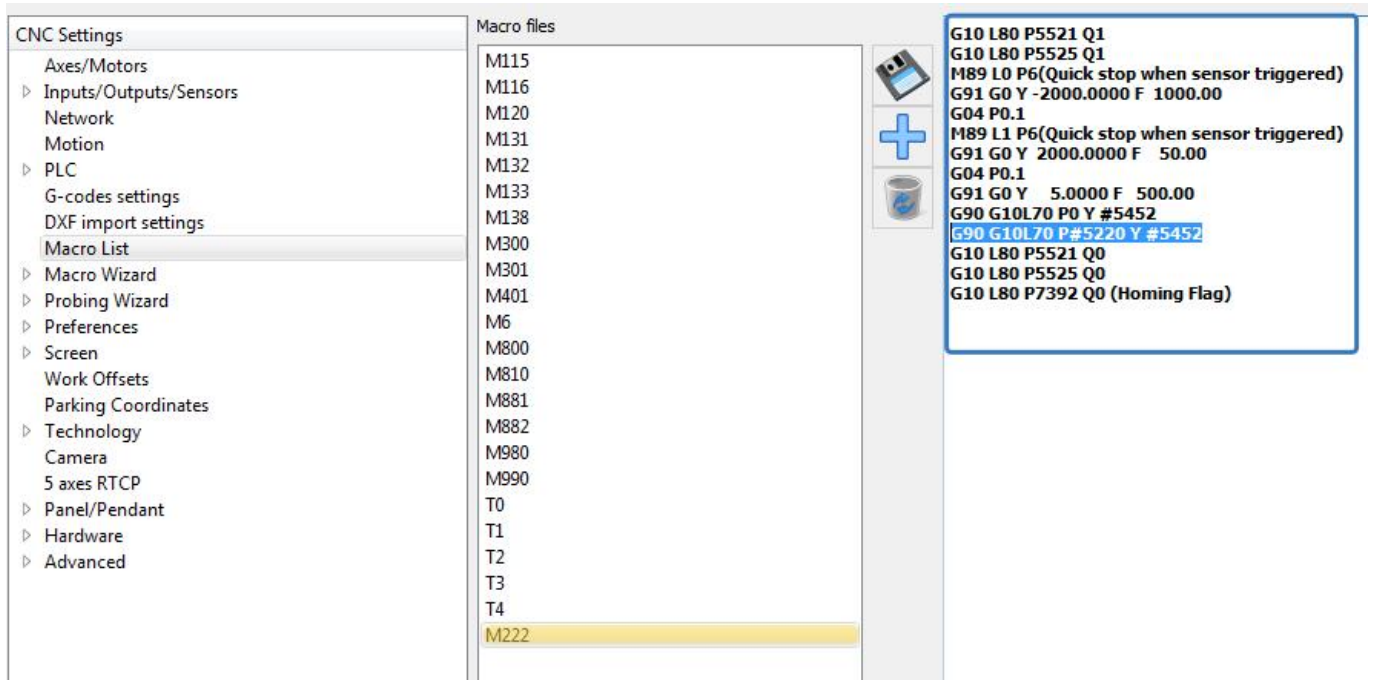 CNC Settings
Axes/Motors
Inputs/Outputs/Sensors
Network
Motion
PLC
G-codes settings
DXF import settings
Macro List
Macro Wizard
Probing Wizard
Preferences
Screen
Work Offsets
Parking Coordinates
Technology
Camera
5 axes RTCP
Panel/Pendant
Hardware
Advanced
Macro files
M115
M116
M120
M131
M132
M133
M138
M300
M301
M401
M6
M800
M810
M881
M882
M980
M990
T0
T1
T2
T3
T4
M222
G10 L80 P5521 Q1
G10 L80 P5525 Q1
M89 L0 P6(Quick stop when sensor triggered)
G91 G0 Y -2000.0000 F  1000.00
G04 P0.1
M89 L1 P6(Quick stop when sensor triggered)
G91 G0 Y  2000.0000 F   50.00
G04 P0.1
G91 G0 Y    5.0000 F  500.00
G90 G10L70 P0 Y #5452
G90 G10L70 P#5220 Y #5452
G10 L80 P5521 Q0
G10 L80 P5525 Q0
G10 L80 P7392 Q0 (Homing Flag)